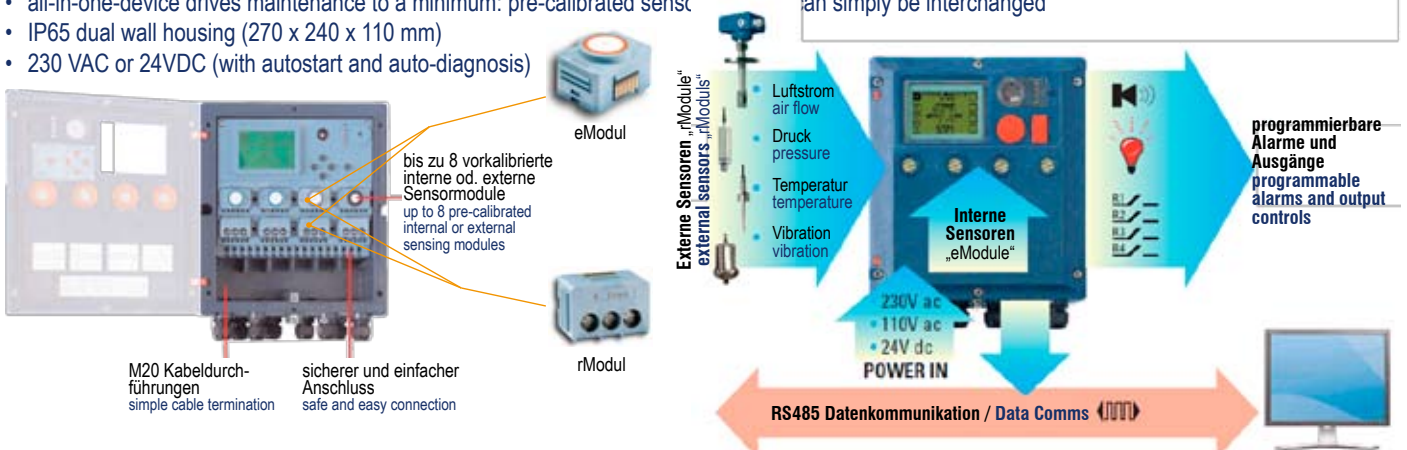 • all-in-one-device drives maintenance to a minimum: pre-calibrated can simply be interchanged
• IP65 dual wall housing (270 x 240 x 110 mm)
• 230 VAC or 24VDC (with autostart and auto-diagnosis)
eModul
bis zu 8 vorkalibrierte
interne od. externe
Sensormodule
up to 8 pre-calibrated
internal or external
sensing modules
rModul
M20 Kabeldurch-
führungen
simple cable termination
sicherer und einfacher
Anschluss
safe and easy connection
Externe Sensoren „rModule“
external sensors „rModuls“
• Luftstrom
air flow
• Druck
pressure
• Temperatur
temperature
• Vibration
vibration
Interne
Sensoren
„eModule“
230V ac
• 110V ac
• 24V dc
POWER IN
R1
R2
R3
R4
programmierbare
Alarme und
Ausgänge
programmable
alarms and output
controls
RS485 Datenkommunikation / Data Comms